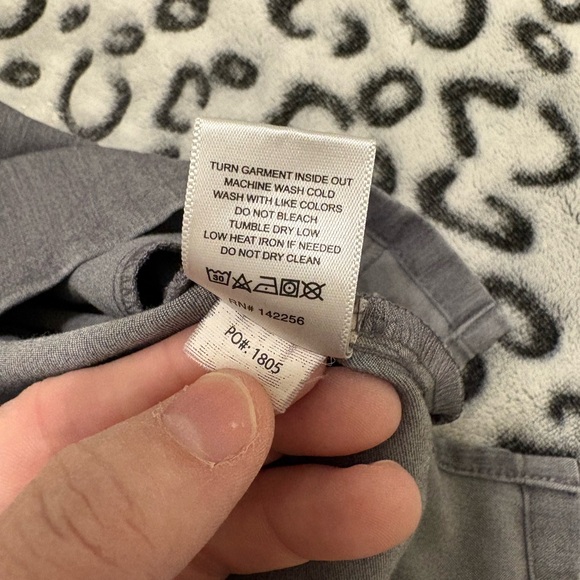 TURN GARMENT INSIDE OUT
MACHINE WASH COLD
WASH WITH LIKE COLORS
DO NOT BLEACH
TUMBLE DRY LOW
LOW HEAT IRON IF NEEDED
DO NOT DRY CLEAN
30
RN# 142256
PO#: 1805